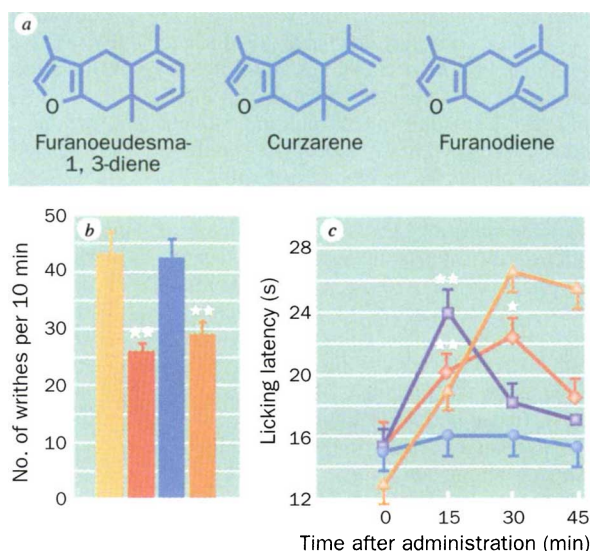 a
O
O
O
Furanoeudesma-
1, 3-diene
Curzarene
Furanodiene
b
No. of writhes per 10 min
50
40
30
20
10
0
★★
★★
c
Licking latency (s)
28
24
20
16
12
★★
★★
★
0 15 30 45
Time after administration (min)